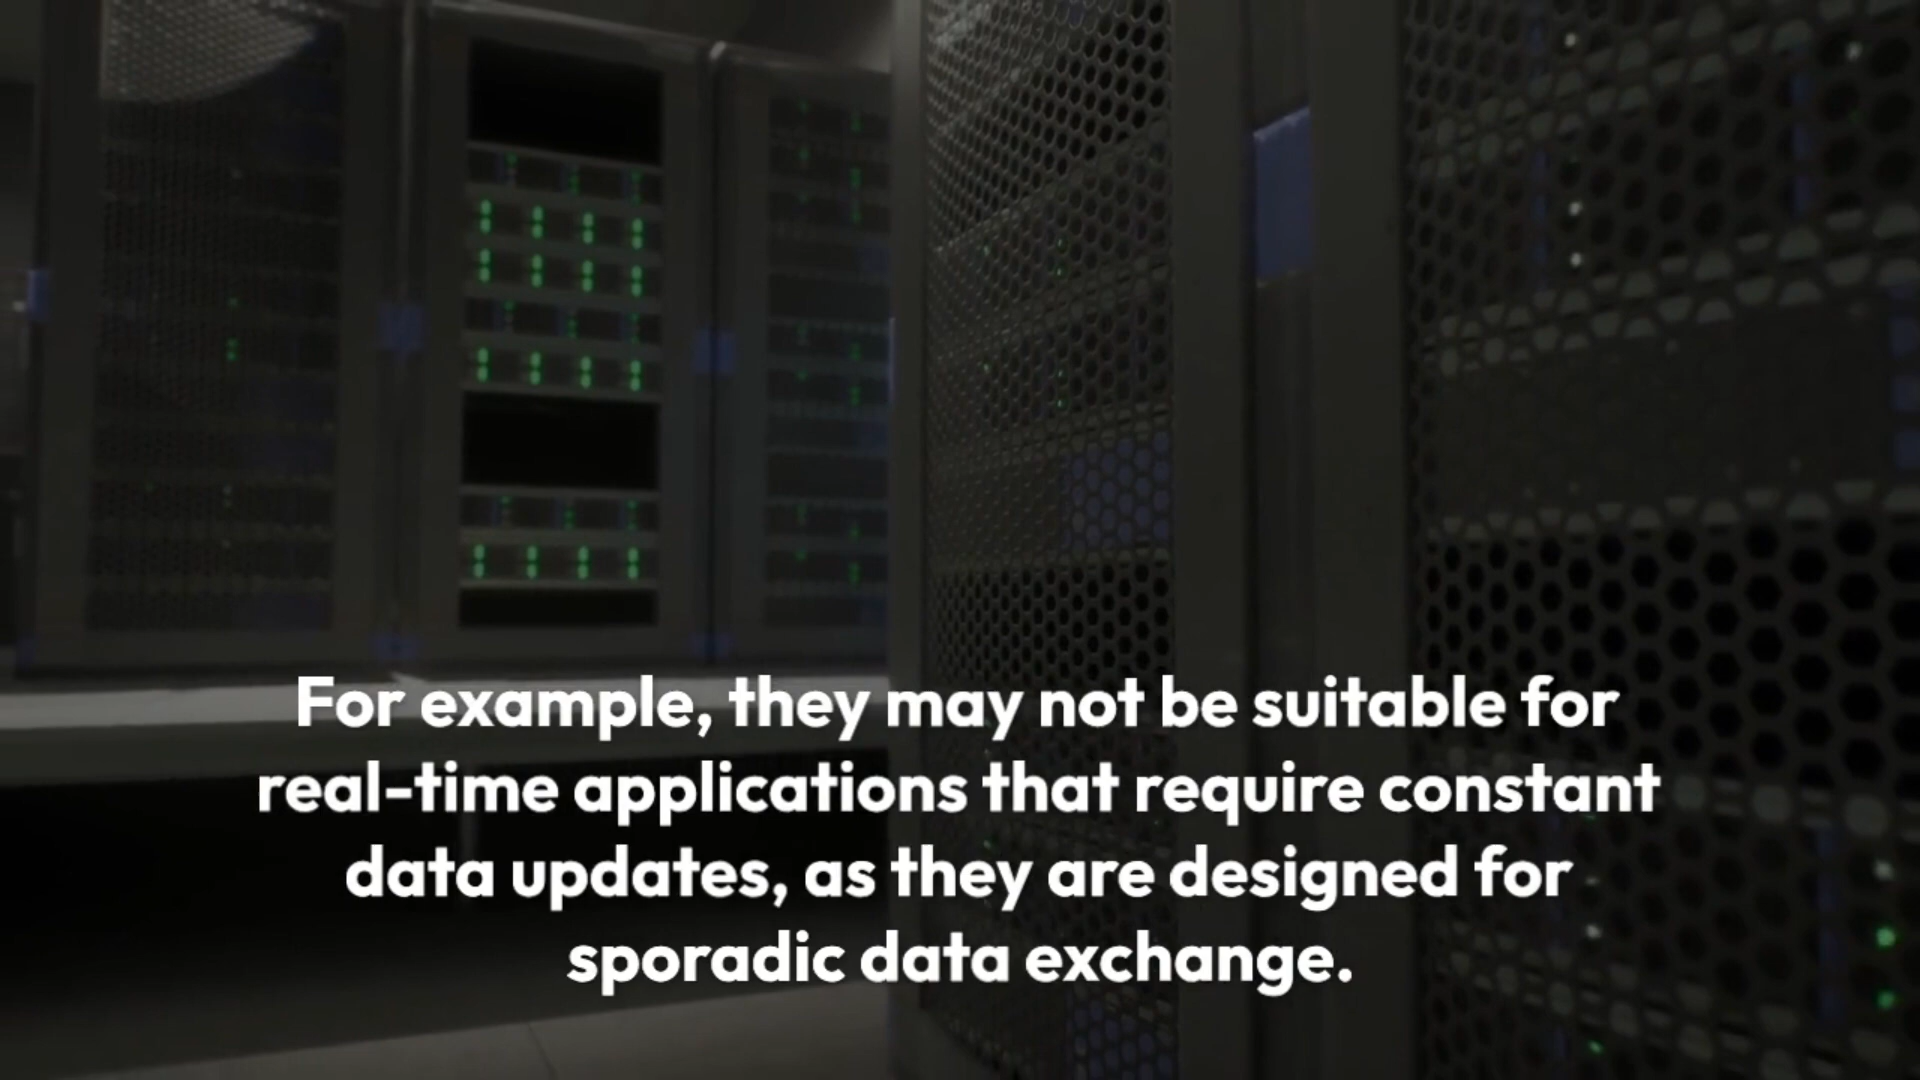 For example, they may not be suitable for
real-time applications that require constant
data updates, as they are designed for
sporadic data exchange.